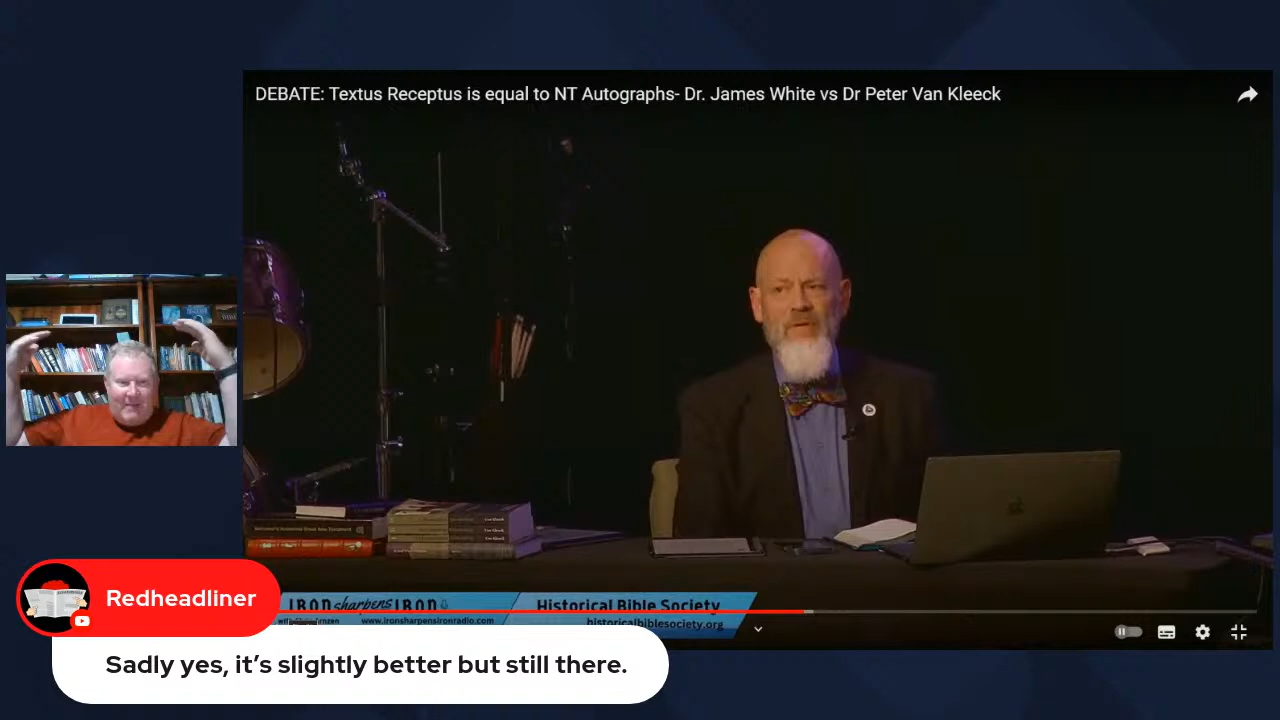 DEBATE: Textus Receptus is equal to NT Autographs- Dr. James White vs Dr Peter Van Kleeck
IRON sharpens IRON
Historical Bible Society
www.ironsharpensironradio.com
historicalbiblesociety.org
Redheadliner
Sadly yes, it’s slightly better but still there.